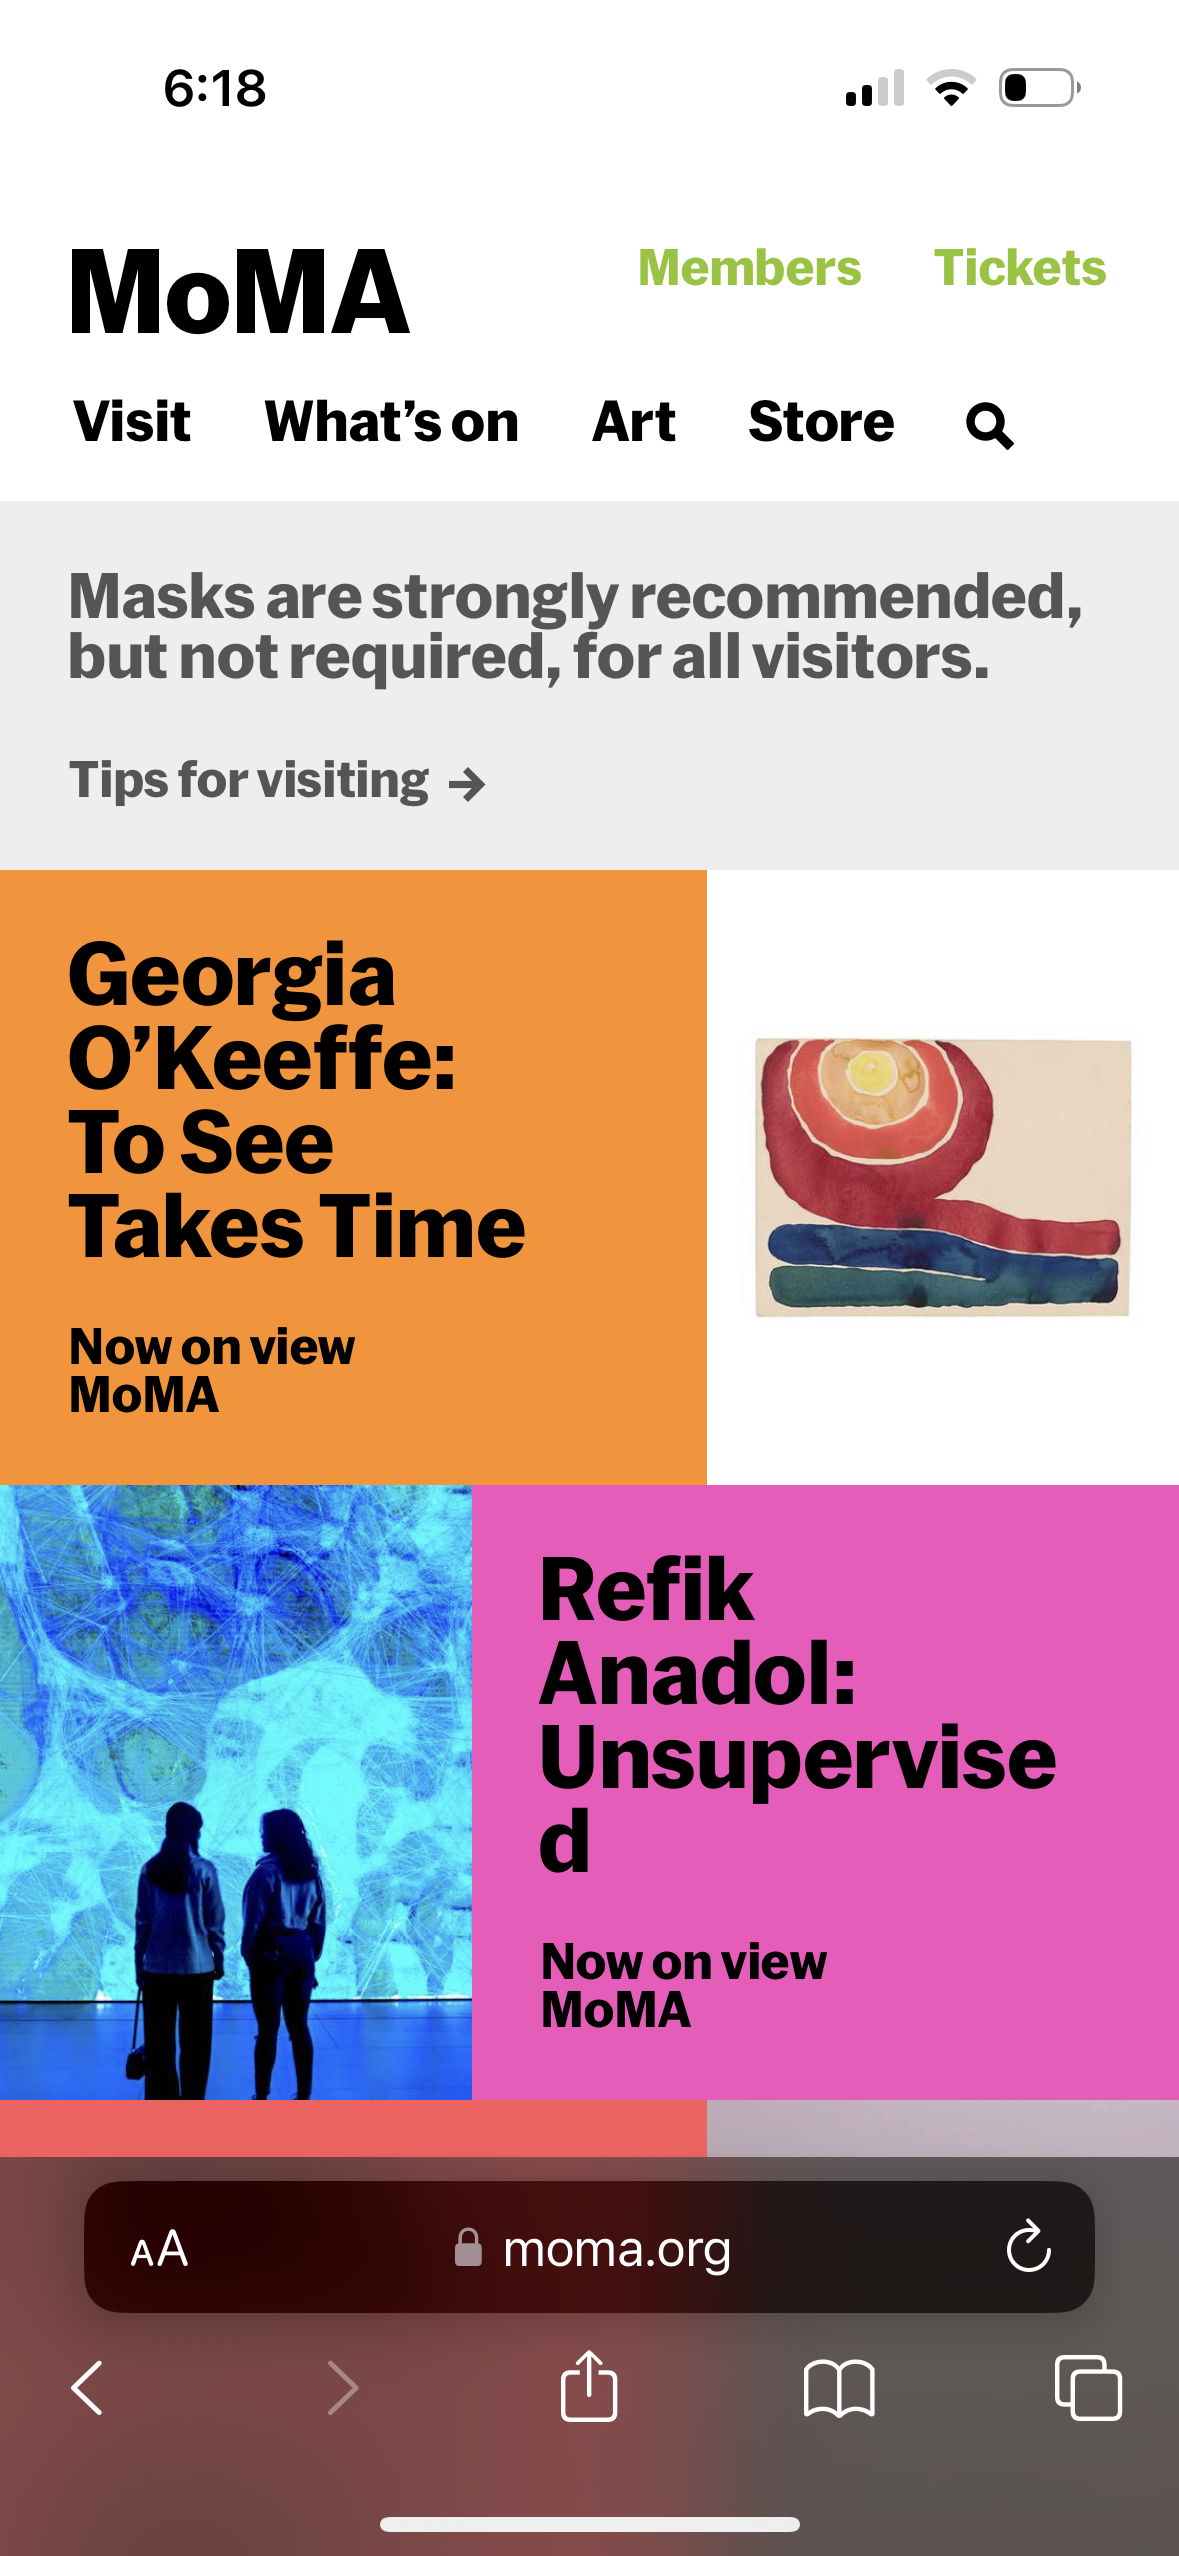 6:18
MoMA
Members
Tickets
Visit
What’s on
Art
Store
Masks are strongly recommended,
but not required, for all visitors.
Tips for visiting →
Georgia
O’Keeffe:
To See
Takes Time
Now on view
MoMA
Refik
Anadol:
Unsupervise
d
Now on view
MoMA
AA
moma.org